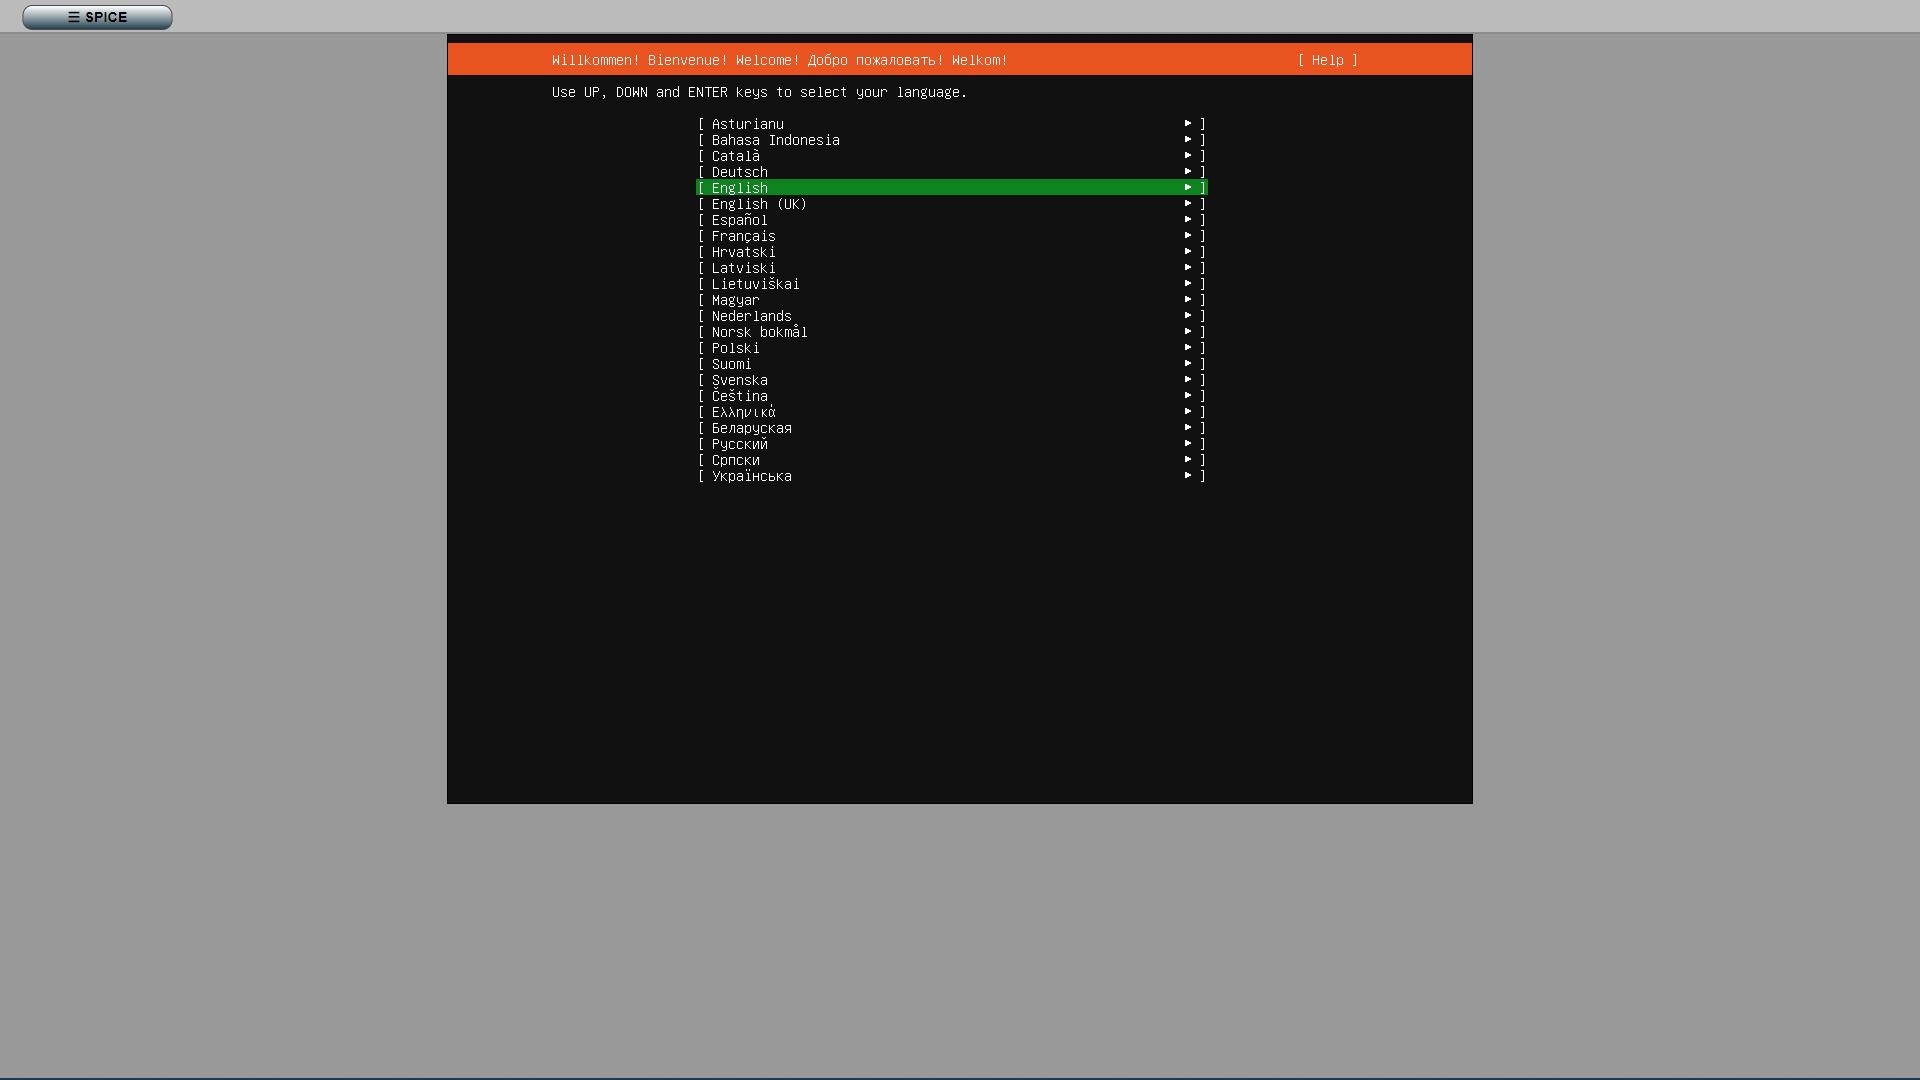 ☰ SPICE
Willkommen! Bienvenue! Welcome! Добро пожаловать! Welkom! [ Help ]
Use UP, DOWN and ENTER keys to select your language.
[ Asturianu ► ]
[ Bahasa Indonesia ► ]
[ Català ► ]
[ Deutsch ► ]
[ English ► ]
[ English (UK) ► ]
[ Español ► ]
[ Français ► ]
[ Hrvatski ► ]
[ Latviski ► ]
[ Lietuviškai ► ]
[ Magyar ► ]
[ Nederlands ► ]
[ Norsk bokmål ► ]
[ Polski ► ]
[ Suomi ► ]
[ Svenska ► ]
[ Čeština ► ]
[ Ελληνικά ► ]
[ Беларуская ► ]
[ Русский ► ]
[ Српски ► ]
[ Українська ► ]